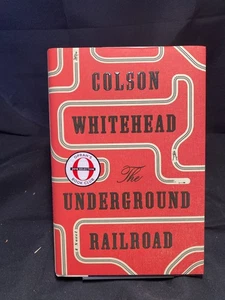 COLSON
WHITEHEAD
The
UNDERGROUND
RAILROAD